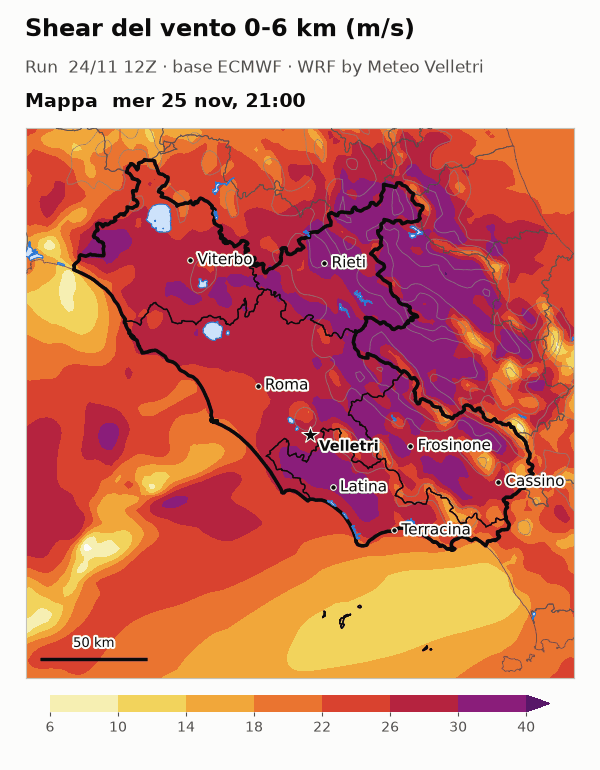 Shear del vento 0-6 km (m/s)
Run  24/11 12Z · base ECMWF · WRF by Meteo Velletri
Mappa  mer 25 nov, 21:00
Viterbo
Rieti
Roma
Velletri
Frosinone
Cassino
Latina
Terracina
50 km
6 10 14 18 22 26 30 40